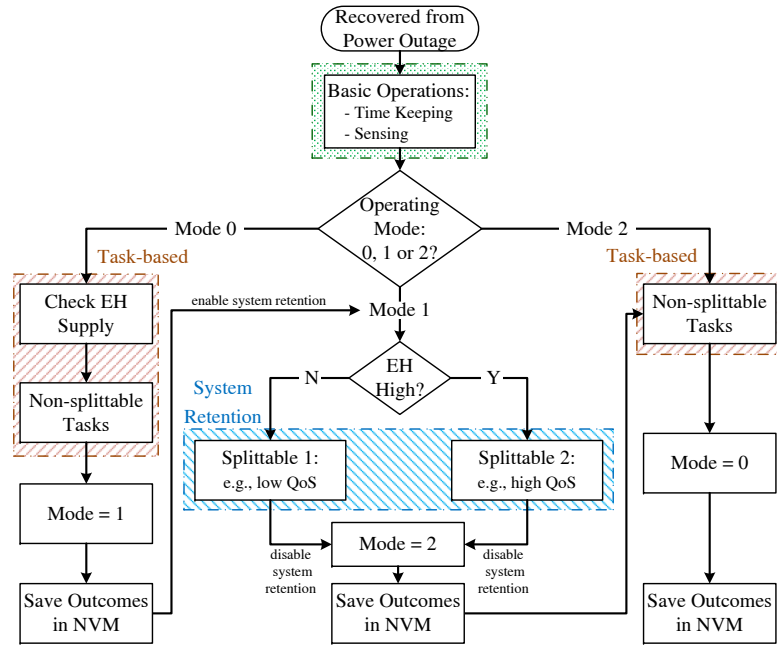 Recovered from
Power Outage
Basic Operations:
- Time Keeping
- Sensing
Operating
Mode:
0, 1 or 2?
Mode 0
Mode 2
Task-based
Task-based
Check EH
Supply
enable system retention
Mode 1
Non-splittable
Tasks
EH
High?
N
Y
System
Retention
Non-splittable
Tasks
Splittable 1:
e.g., low QoS
Splittable 2:
e.g., high QoS
Mode = 0
Mode = 1
Mode = 2
disable
system
retention
disable
system
retention
Save Outcomes
in NVM
Save Outcomes
in NVM
Save Outcomes
in NVM